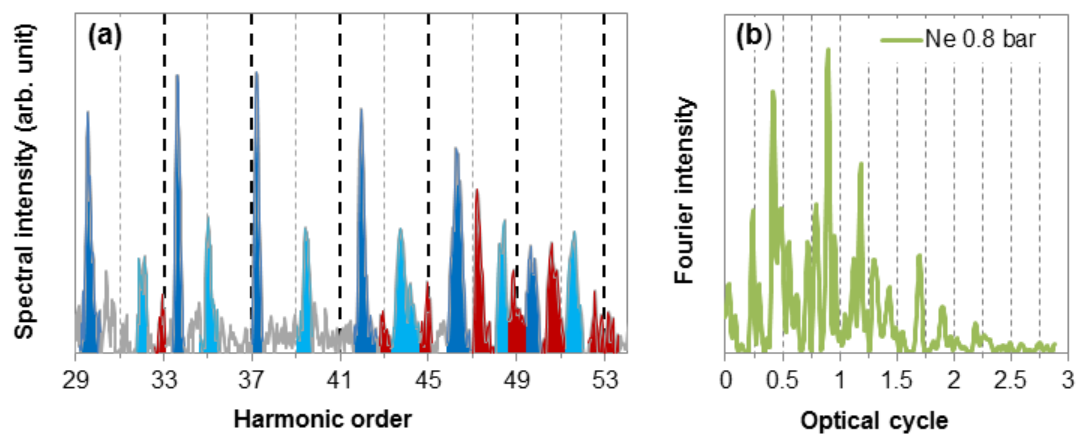 (a)
Spectral intensity (arb. unit)
29 33 37 41 45 49 53
Harmonic order
(b)
Ne 0.8 bar
Fourier intensity
0 0.5 1 1.5 2 2.5 3
Optical cycle